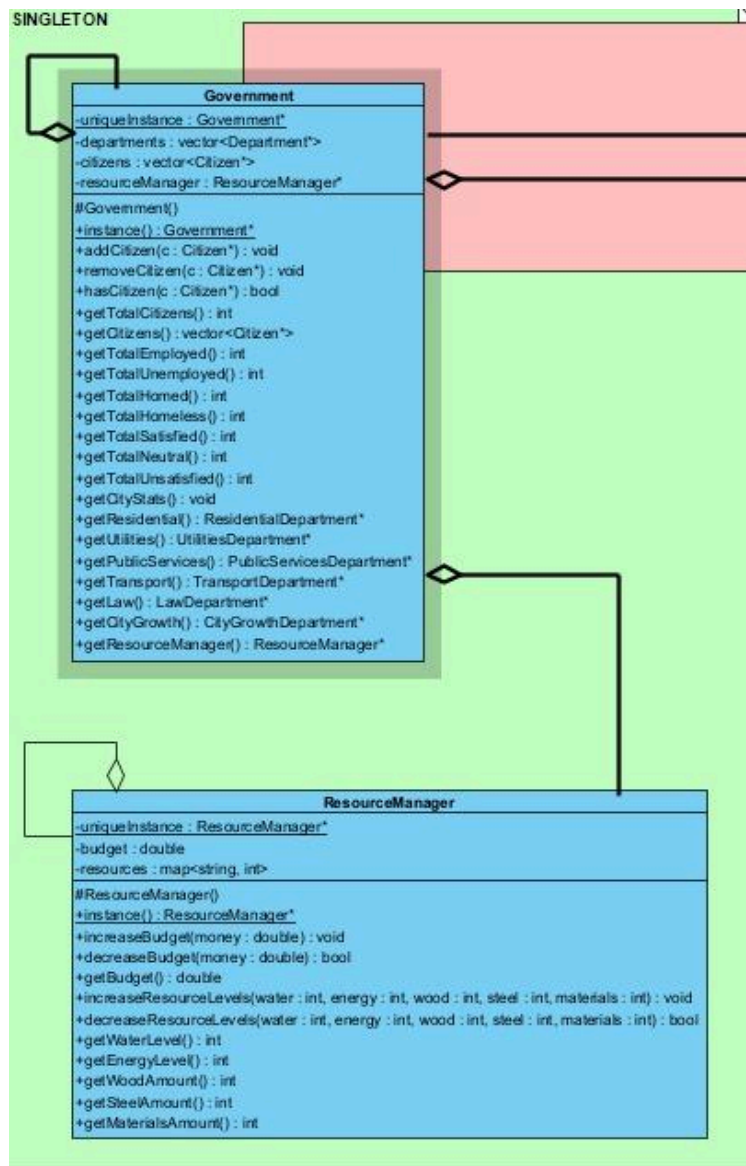 SINGLETON
Government
-uniqueInstance : Government*
-departments : vector<Department*>
-citizens : vector<Citizen*>
-resourceManager : ResourceManager*
#Government()
+instance() : Government*
+addCitizen(c : Citizen*) : void
+removeCitizen(c : Citizen*) : void
+hasCitizen(c : Citizen*) : bool
+getTotalCitizens() : int
+getCitizens() : vector<Citizen*>
+getTotalEmployed() : int
+getTotalUnemployed() : int
+getTotalHomed() : int
+getTotalHomeless() : int
+getTotalSatisfied() : int
+getTotalNeutral() : int
+getTotalUnsatisfied() : int
+getCityStats() : void
+getResidential() : ResidentialDepartment*
+getUtilities() : UtilitiesDepartment*
+getPublicServices() : PublicServicesDepartment*
+getTransport() : TransportDepartment*
+getLaw() : LawDepartment*
+getCityGrowth() : CityGrowthDepartment*
+getResourceManager() : ResourceManager*
ResourceManager
-uniqueInstance : ResourceManager*
-budget : double
-resources : map<string, int>
#ResourceManager()
+instance() : ResourceManager*
+increaseBudget(money : double) : void
+decreaseBudget(money : double) : bool
+getBudget() : double
+increaseResourceLevels(water : int, energy : int, wood : int, steel : int, materials : int) : void
+decreaseResourceLevels(water : int, energy : int, wood : int, steel : int, materials : int) : bool
+getWaterLevel() : int
+getEnergyLevel() : int
+getWoodAmount() : int
+getSteelAmount() : int
+getMaterialsAmount() : int